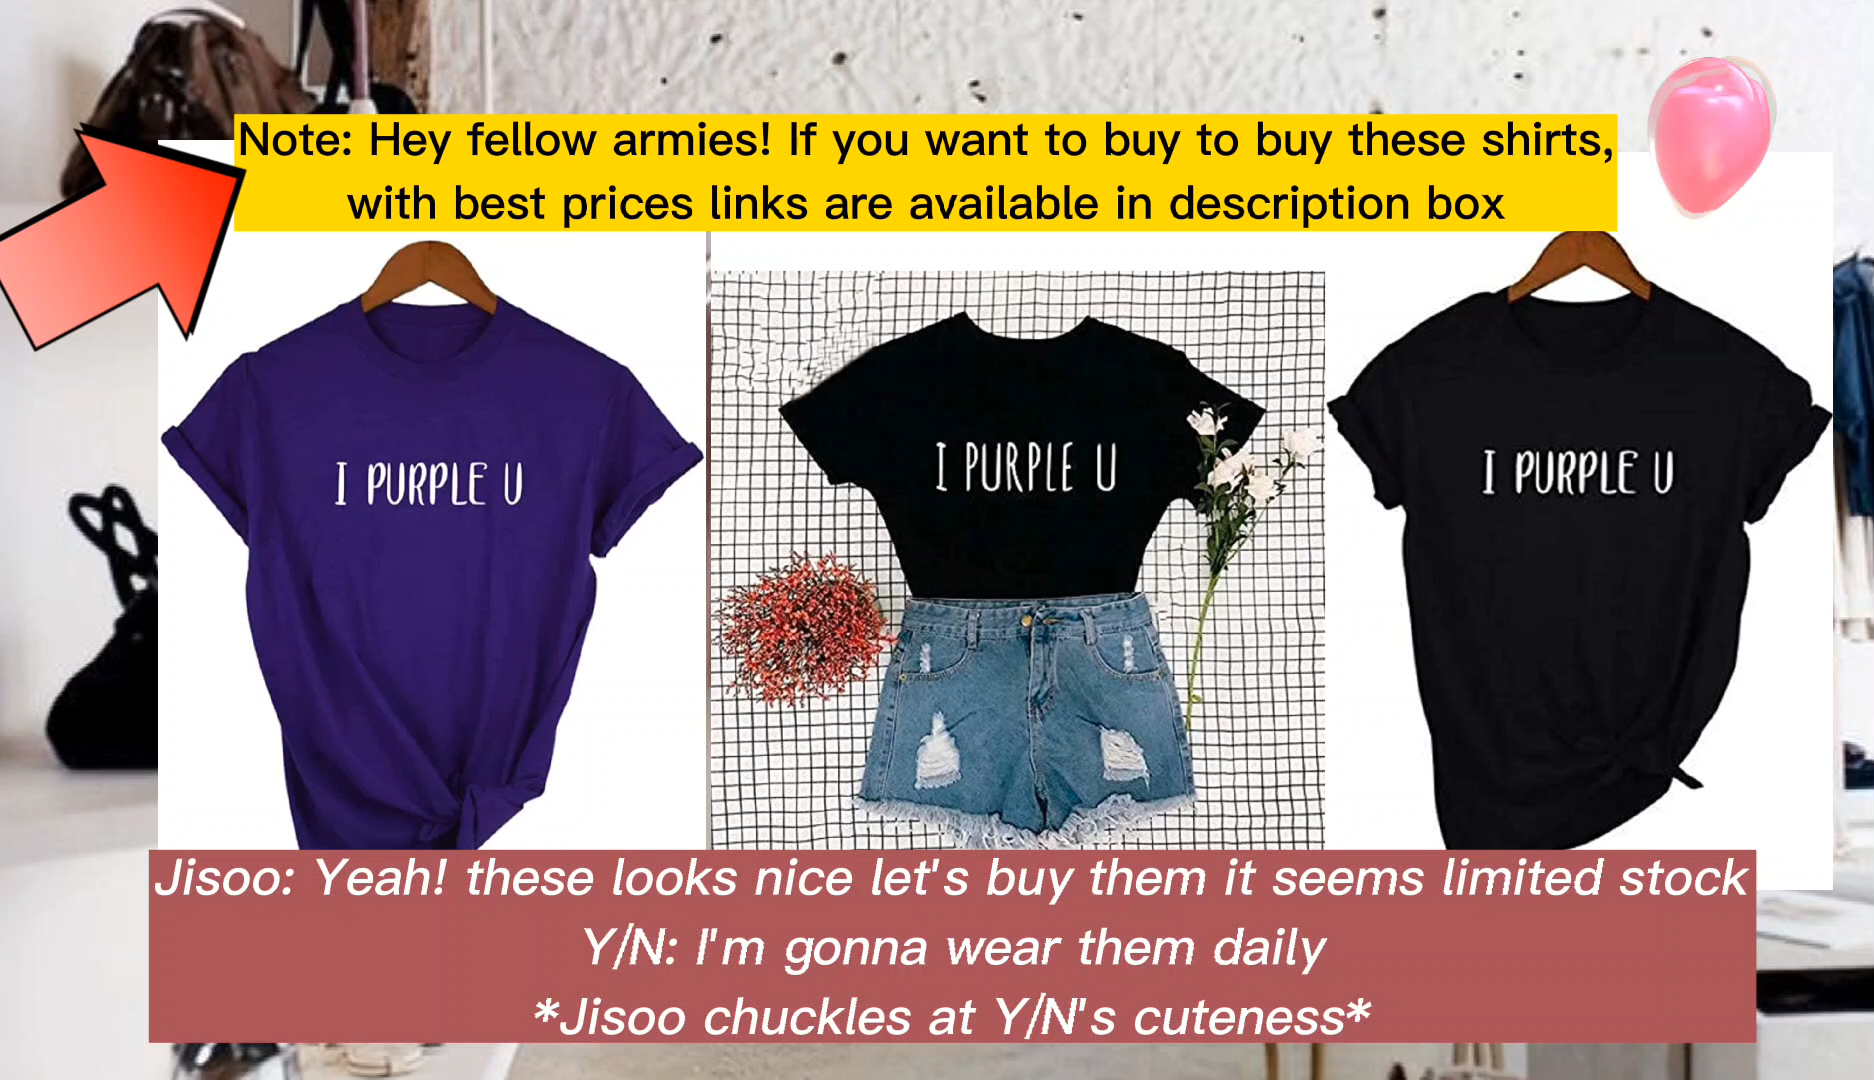 Note: Hey fellow armies! If you want to buy to buy these shirts,
with best prices links are available in description box
I PURPLE U
I PURPLE U
I PURPLE U
Jisoo: Yeah! these looks nice let's buy them it seems limited stock
Y/N: I'm gonna wear them daily
*Jisoo chuckles at Y/N's cuteness*